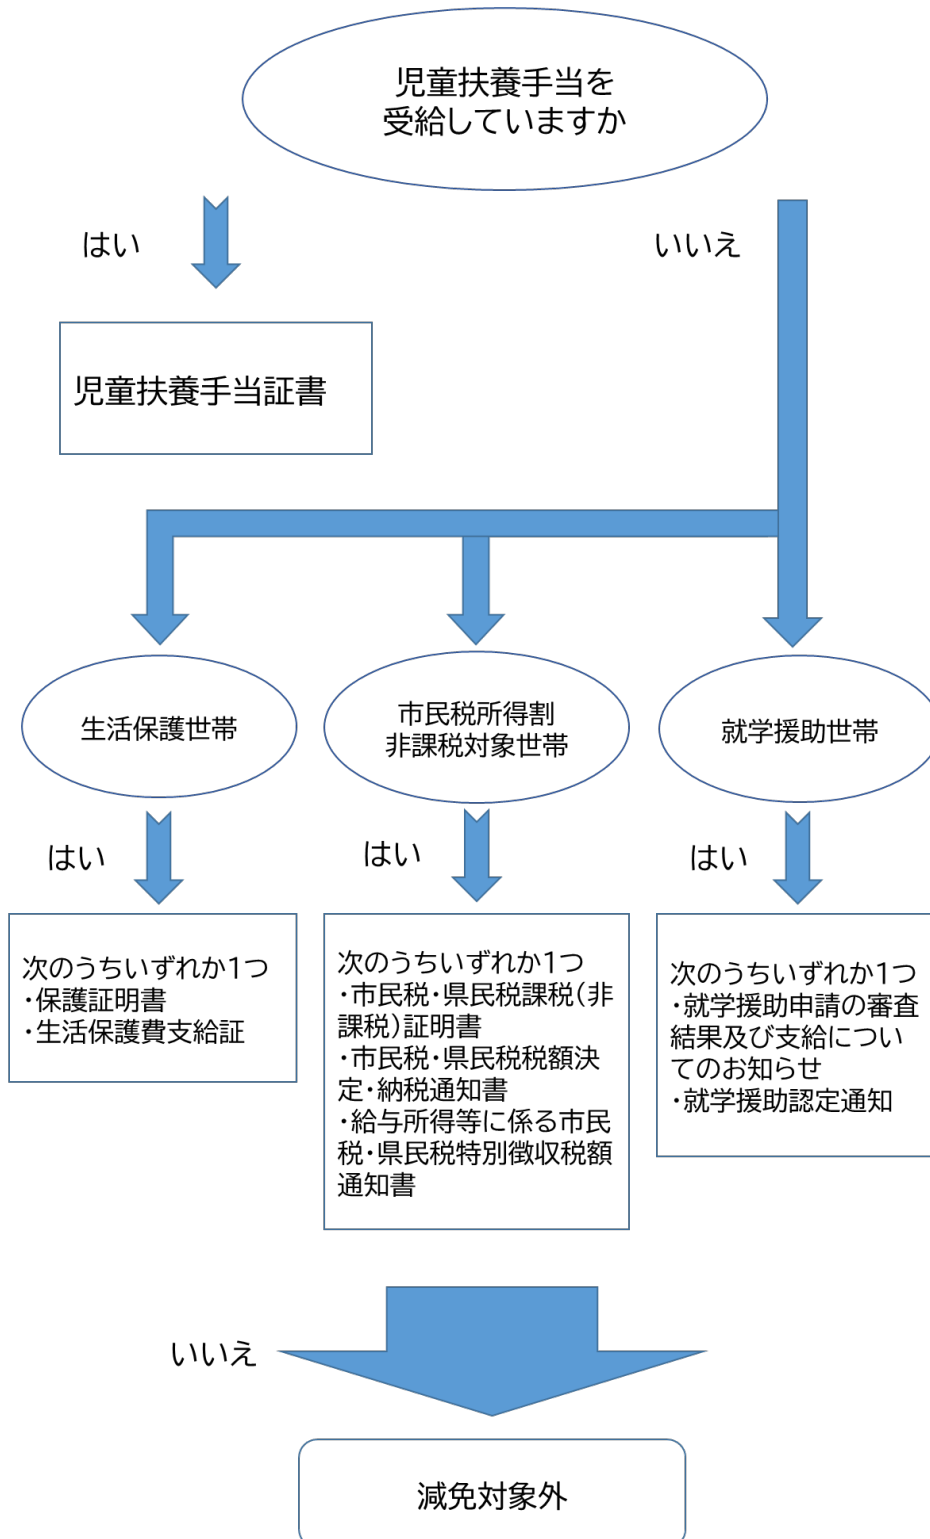 児童扶養手当を
受給していますか
はい
いいえ
児童扶養手当証書
生活保護世帯
市民税所得割
非課税対象世帯
就学援助世帯
はい
はい
はい
次のうちいずれか1つ
・保護証明書
・生活保護費支給証
次のうちいずれか1つ
・市民税・県民税課税(非
課税)証明書
・市民税・県民税税額決
定・納税通知書
・給与所得等に係る市民
税・県民税特別徴収税額
通知書
次のうちいずれか1つ
・就学援助申請の審査
結果及び支給につい
てのお知らせ
・就学援助認定通知
いいえ
減免対象外